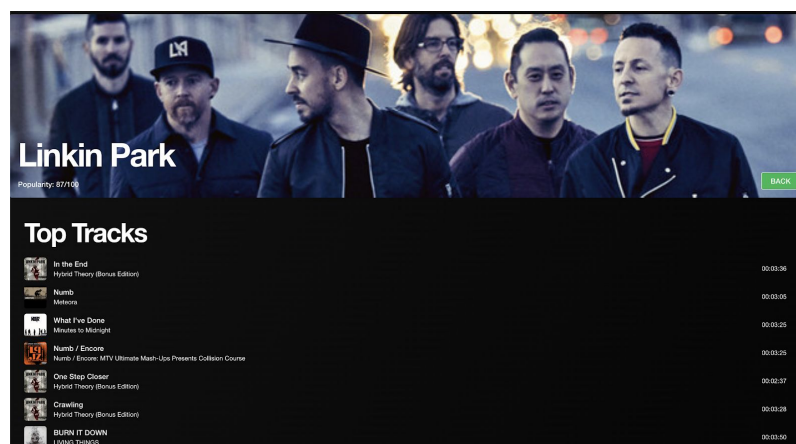 Linkin Park
Popularity: 87/100
BACK
Top Tracks
In the End
Hybrid Theory (Bonus Edition)
00:03:36
Numb
Meteora
00:03:05
What I've Done
Minutes to Midnight
00:03:25
Numb / Encore
Numb / Encore: MTV Ultimate Mash-Ups Presents Collision Course
00:03:25
One Step Closer
Hybrid Theory (Bonus Edition)
00:02:37
Crawling
Hybrid Theory (Bonus Edition)
00:03:28
BURN IT DOWN
LIVING THINGS
00:03:50